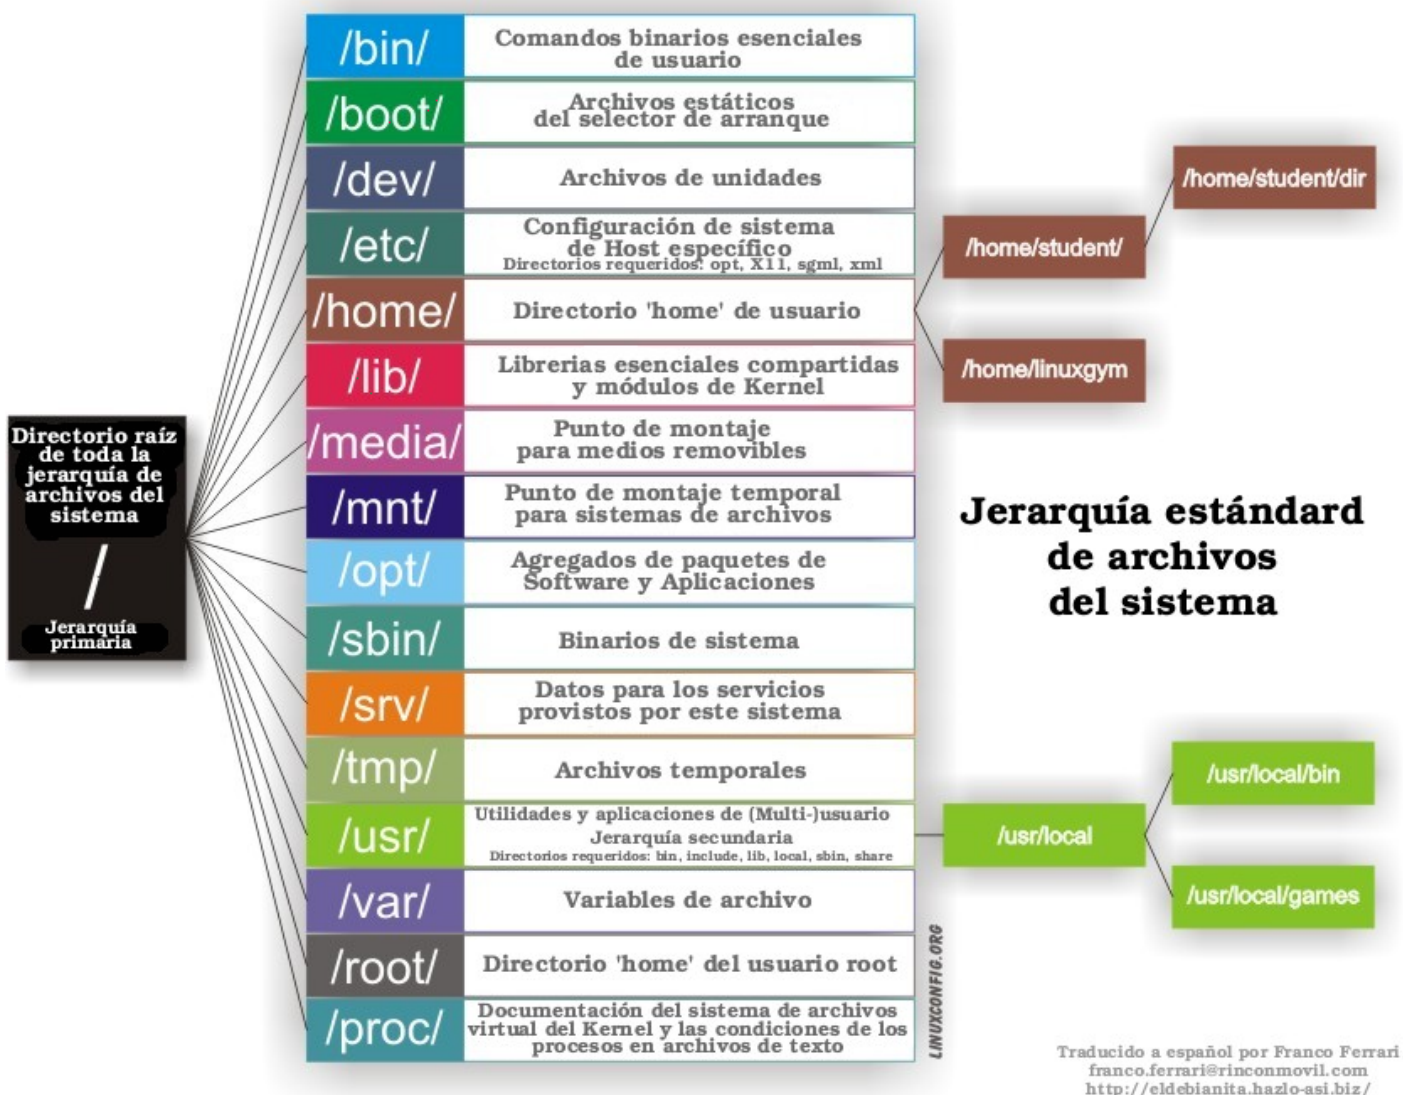 Directorio raíz
de toda la
jerarquía de
archivos del
sistema
/
Jerarquía
primaria
/bin/
Comandos binarios esenciales
de usuario
/boot/
Archivos estáticos
del selector de arranque
/dev/
Archivos de unidades
/etc/
Configuración de sistema
de Host específico
Directorios requeridos: opt, X11, sgml, xml
/home/
Directorio 'home' de usuario
/lib/
Librerias esenciales compartidas
y módulos de Kernel
/media/
Punto de montaje
para medios removibles
/mnt/
Punto de montaje temporal
para sistemas de archivos
/opt/
Agregados de paquetes de
Software y Aplicaciones
/sbin/
Binarios de sistema
/srv/
Datos para los servicios
provistos por este sistema
/tmp/
Archivos temporales
/usr/
Utilidades y aplicaciones de (Multi-)usuario
Jerarquía secundaria
Directorios requeridos: bin, include, lib, local, sbin, share
/var/
Variables de archivo
/root/
Directorio 'home' del usuario root
/proc/
Documentación del sistema de archivos
virtual del Kernel y las condiciones de los
procesos en archivos de texto
/home/student/
/home/student/dir
/home/linuxgym
Jerarquía estándard
de archivos
del sistema
/usr/local
/usr/local/bin
/usr/local/games
LINUXCONFIG.ORG
Traducido a español por Franco Ferrari
franco.ferrari@rinconmovil.com
http://eldebianita.hazlo-asi.biz/